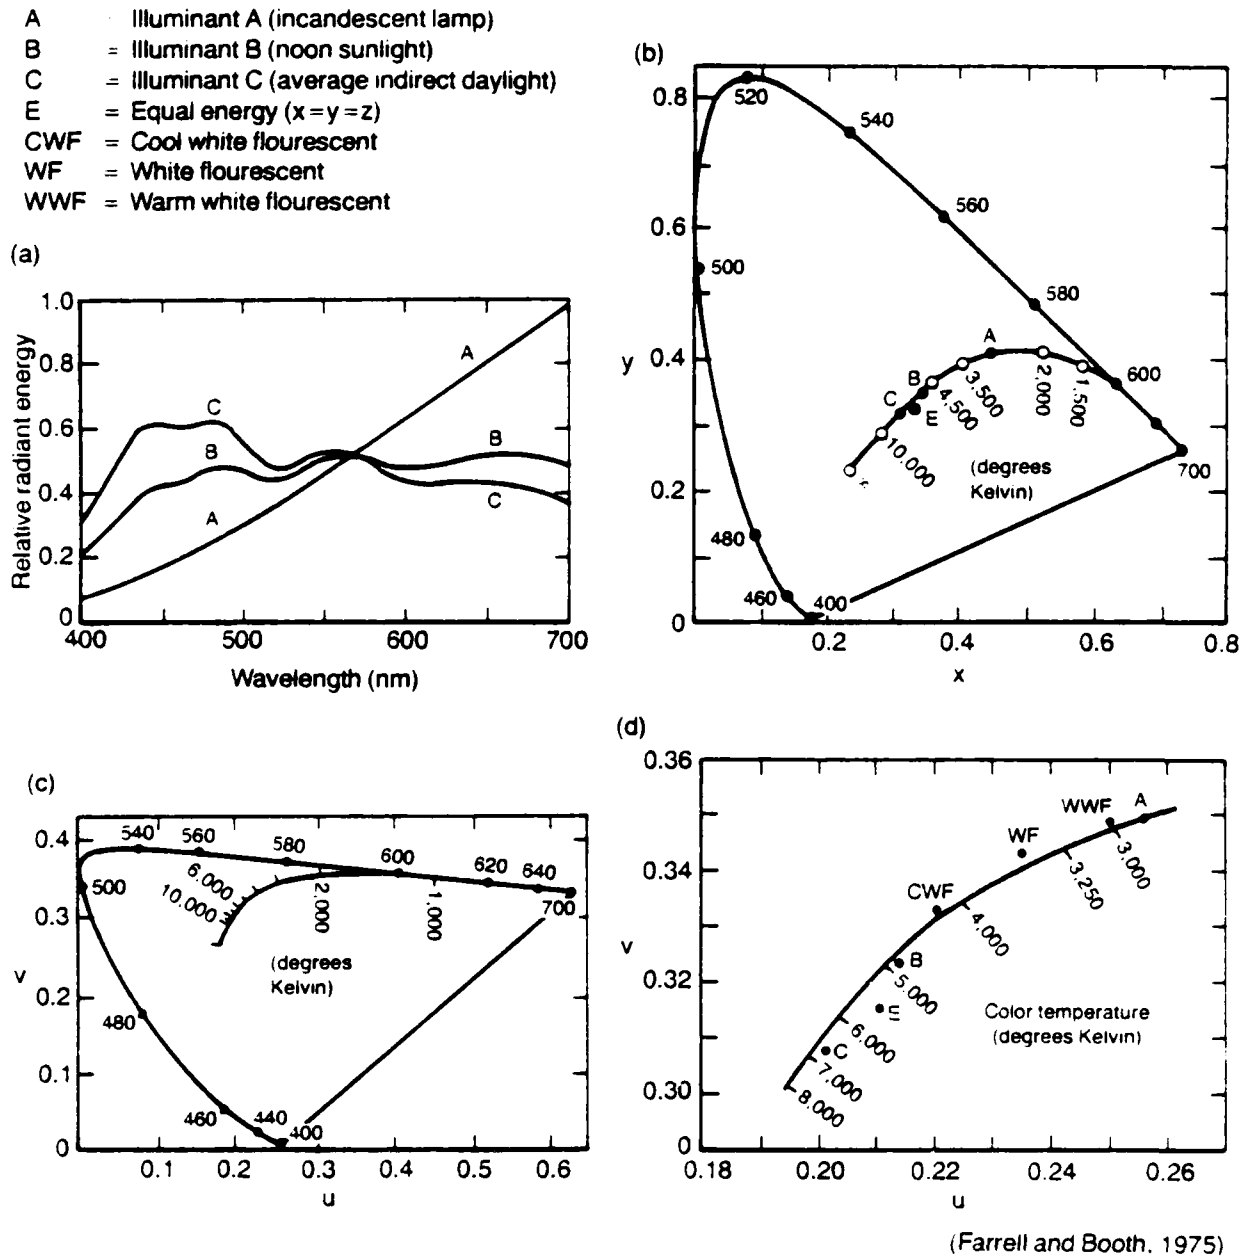 A Illuminant A (incandescent lamp)
B = Illuminant B (noon sunlight)
C = Illuminant C (average indirect daylight)
E = Equal energy (x=y=z)
CWF = Cool white flourescent
WF = White flourescent
WWF = Warm white flourescent
(a)
1.0
0.8
0.6
0.4
0.2
0
400 500 600 700
Relative radiant energy
Wavelength (nm)
A
C
B
B
A
C
(b)
0.8
0.6
0.4
0.2
0
y
0.2 0.4 0.6 0.8
x
520
540
560
580
600
700
500
480
460
400
A
B
C
E
1,500
2,000
3,500
4,500
10,000
(degrees
Kelvin)
(c)
0.4
0.3
0.2
0.1
0
v
0.1 0.2 0.3 0.4 0.5 0.6
u
540
560
580
600
620
640
700
500
480
460
440
400
6,000
10,000
2,000
1,000
(degrees
Kelvin)
(d)
0.36
0.34
0.32
0.30
0
v
0.18 0.20 0.22 0.24 0.26
u
WWF
A
WF
CWF
B
E
C
3,000
3,250
4,000
5,000
6,000
7,000
8,000
Color temperature
(degrees Kelvin)
(Farrell and Booth, 1975)